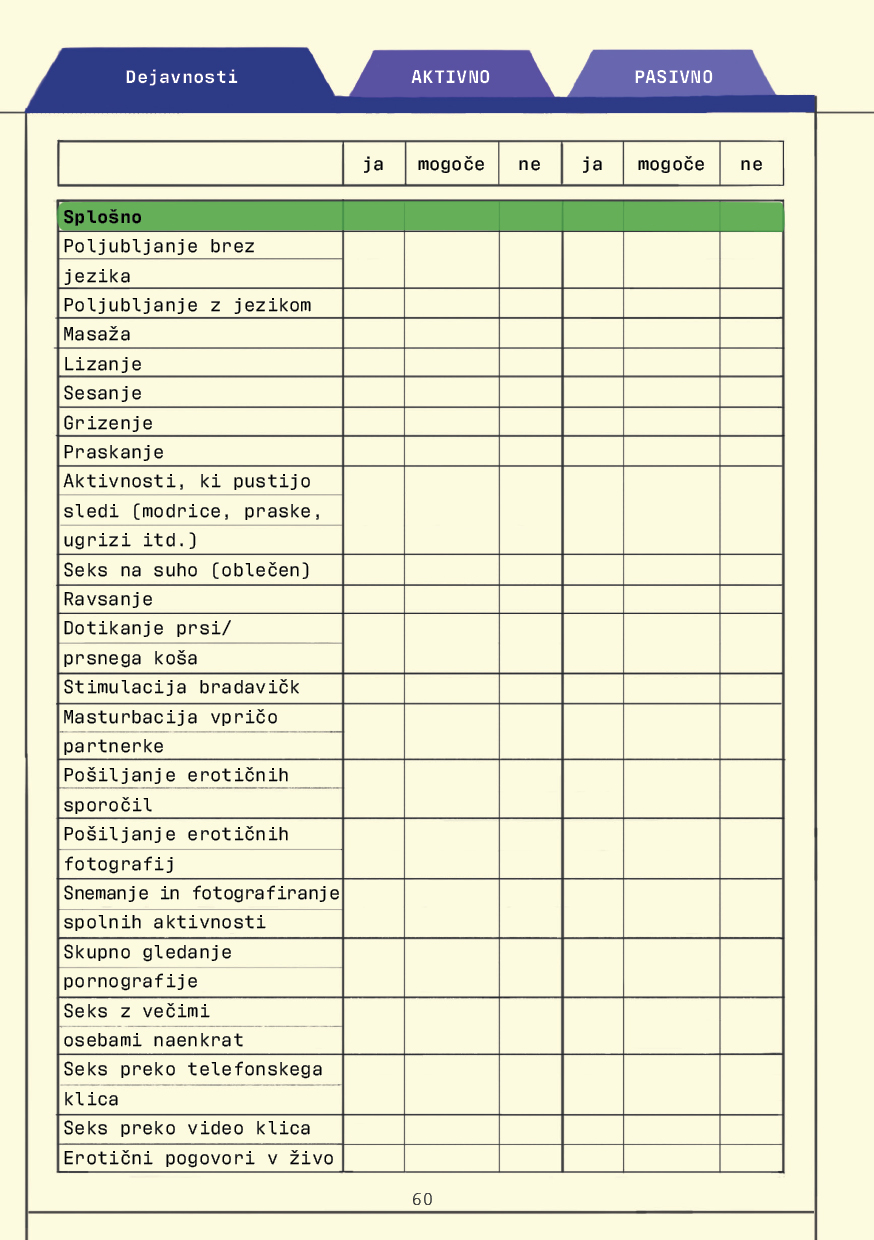 Dejavnosti AKTIVNO PASIVNO
ja mogoče ne ja mogoče ne
Splošno
Poljubljanje brez
jezika
Poljubljanje z jezikom
Masaža
Lizanje
Sesanje
Grizenje
Praskanje
Aktivnosti, ki pustijo
sledi (modrice, praske,
ugrizi itd.)
Seks na suho (oblečen)
Ravsanje
Dotikanje prsi/
prsnega koša
Stimulacija bradavičk
Masturbacija vpričo
partnerke
Pošiljanje erotičnih
sporočil
Pošiljanje erotičnih
fotografij
Snemanje in fotografiranje
spolnih aktivnosti
Skupno gledanje
pornografije
Seks z večimi
osebami naenkrat
Seks preko telefonskega
klica
Seks preko video klica
Erotični pogovori v živo
60